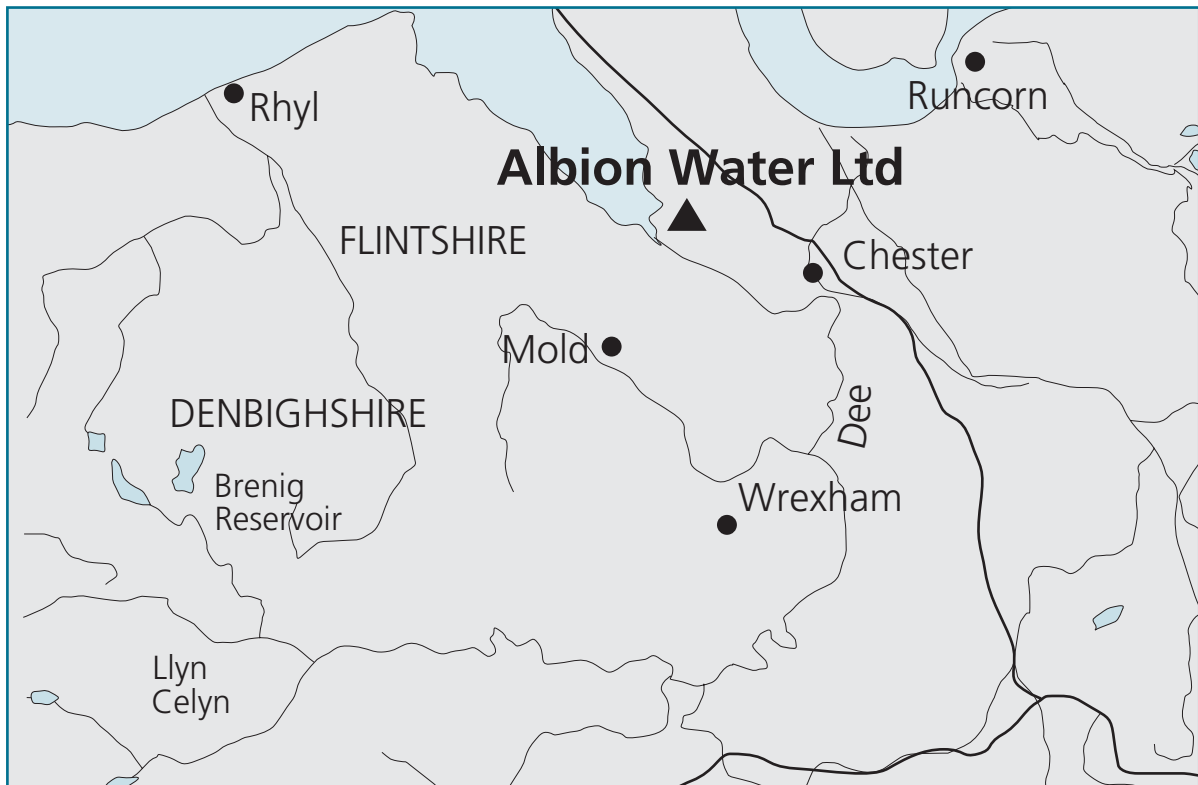 Rhyl
Runcorn
Albion Water Ltd
FLINTSHIRE
Chester
Mold
DENBIGHSHIRE
Dee
Brenig
Reservoir
Wrexham
Llyn
Celyn